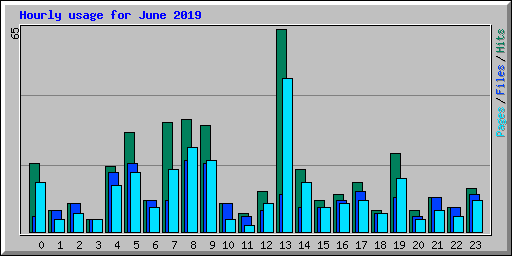 Hourly usage for June 2019
65
Pages/Files/Hits
0 1 2 3 4 5 6 7 8 9 10 11 12 13 14 15 16 17 18 19 20 21 22 23